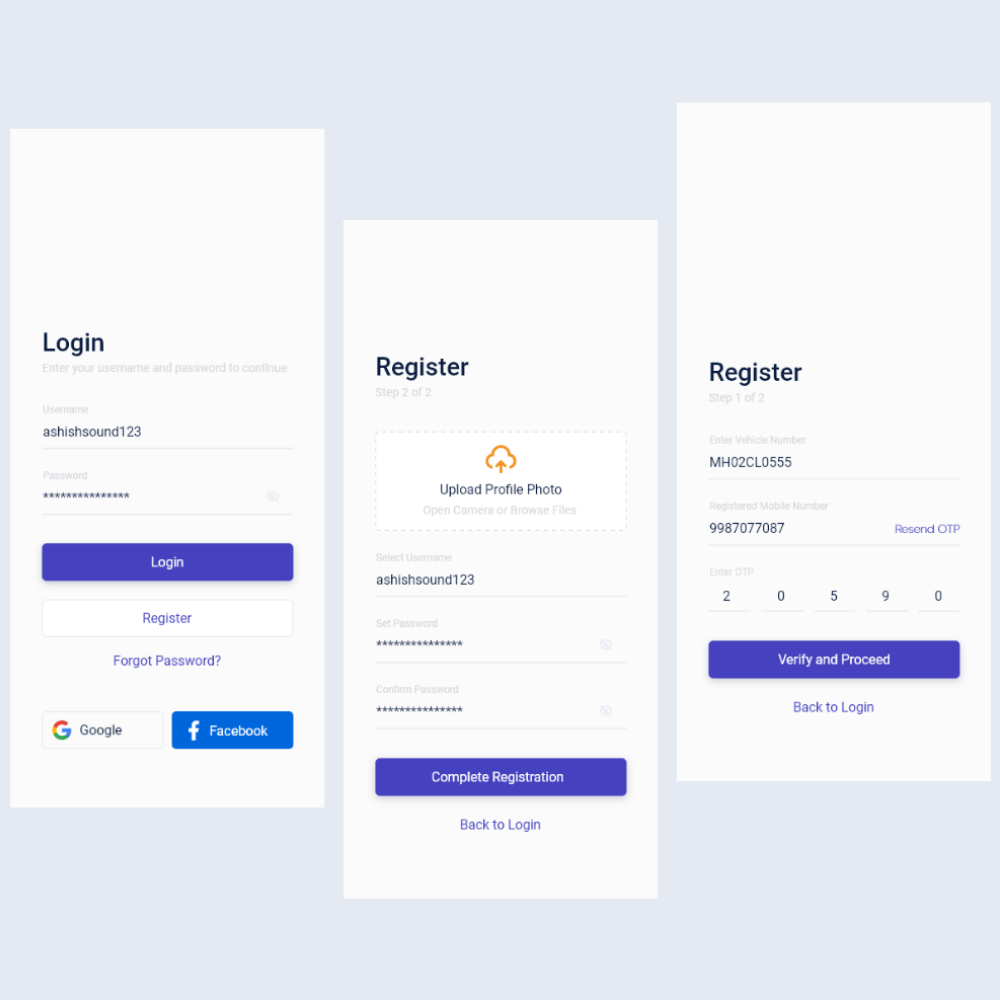 Login
Enter your username and password to continue
Username
ashishsound123
Password
***************
Login
Register
Forgot Password?
Google
Facebook
Register
Step 2 of 2
Upload Profile Photo
Open Camera or Browse Files
Select Username
ashishsound123
Set Password
***************
Confirm Password
***************
Complete Registration
Back to Login
Register
Step 1 of 2
Enter Vehicle Number
MH02CL0555
Registered Mobile Number
9987077087 Resend OTP
Enter OTP
2 0 5 9 0
Verify and Proceed
Back to Login